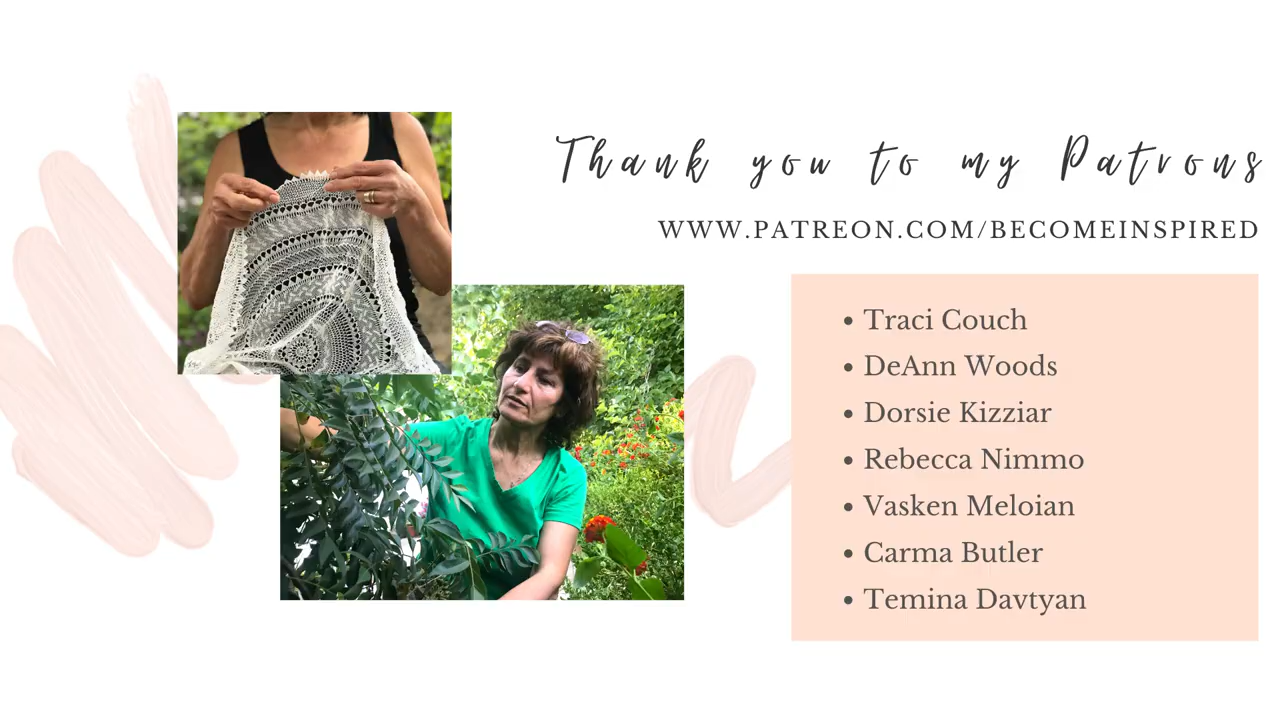 Thank you to my Patrons
WWW.PATREON.COM/BECOMEINSPIRED
• Traci Couch
• DeAnn Woods
• Dorsie Kizziar
• Rebecca Nimmo
• Vasken Meloian
• Carma Butler
• Temina Davtyan